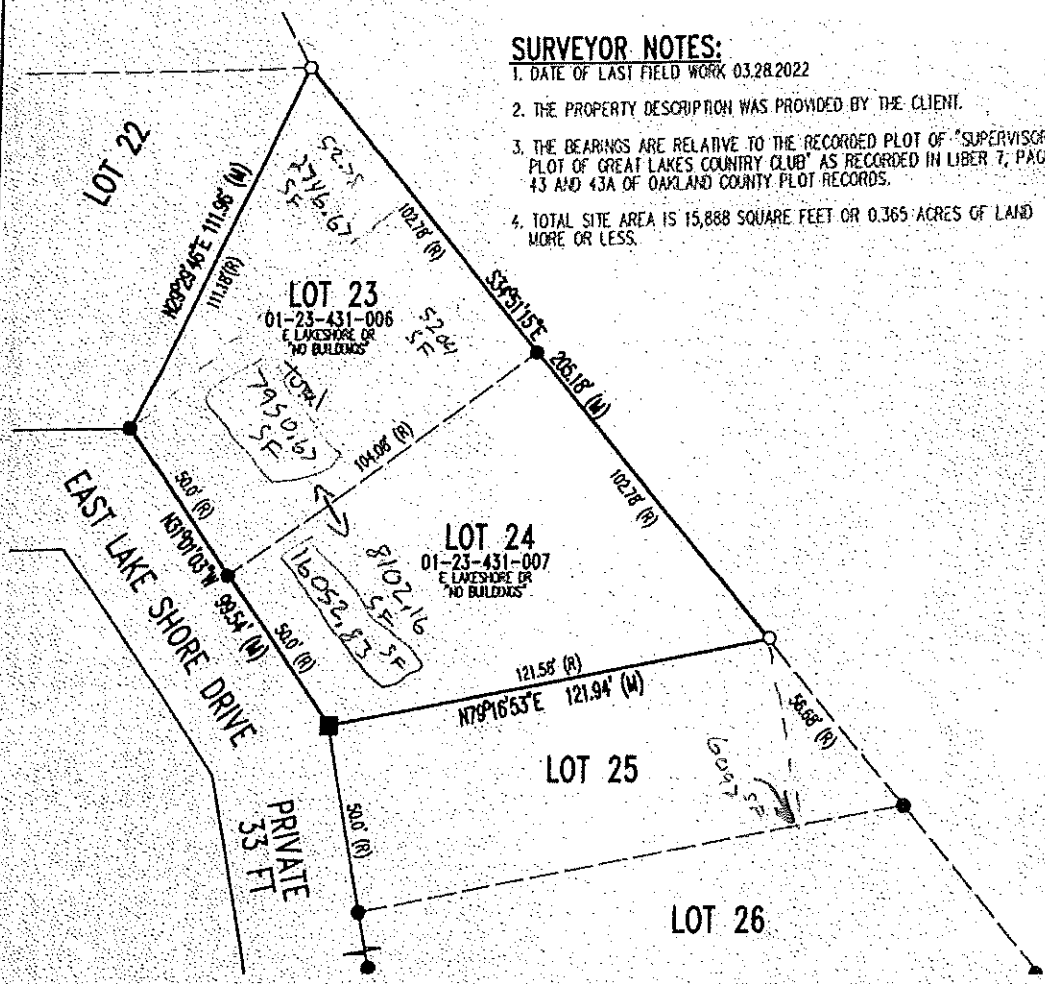 SURVEYOR NOTES:
1. DATE OF LAST FIELD WORK 03.28.2022
2. THE PROPERTY DESCRIPTION WAS PROVIDED BY THE CLIENT.
3. THE BEARINGS ARE RELATIVE TO THE RECORDED PLOT OF "SUPERVISOR
PLOT OF GREAT LAKES COUNTRY CLUB" AS RECORDED IN LIBER 7, PAG
43 AND 43A OF OAKLAND COUNTY PLOT RECORDS.
4. TOTAL SITE AREA IS 15,888 SQUARE FEET OR 0.365 ACRES OF LAND
MORE OR LESS.
LOT 22
N29°29'46"E 111.96' (M)
111.38' (R)
52.78
2746.67
SF
102.78' (R)
S34°51'15"E
205.18' (M)
LOT 23
01-23-431-006
E LAKESHORE DR
"NO BUILDINGS"
5204
SF
Total
7950.67
SF
104.08' (R)
50.0' (R)
N31°01'03"W 99.54' (M)
50.0' (R)
EAST LAKE SHORE DRIVE
102.78' (R)
LOT 24
01-23-431-007
E LAKESHORE DR
"NO BUILDINGS"
8102.16
SF
16052.83 SF
121.58' (R)
N79°16'53"E 121.94' (M)
56.68' (R)
LOT 25
6097 SF
50.0' (R)
PRIVATE
33 FT
LOT 26